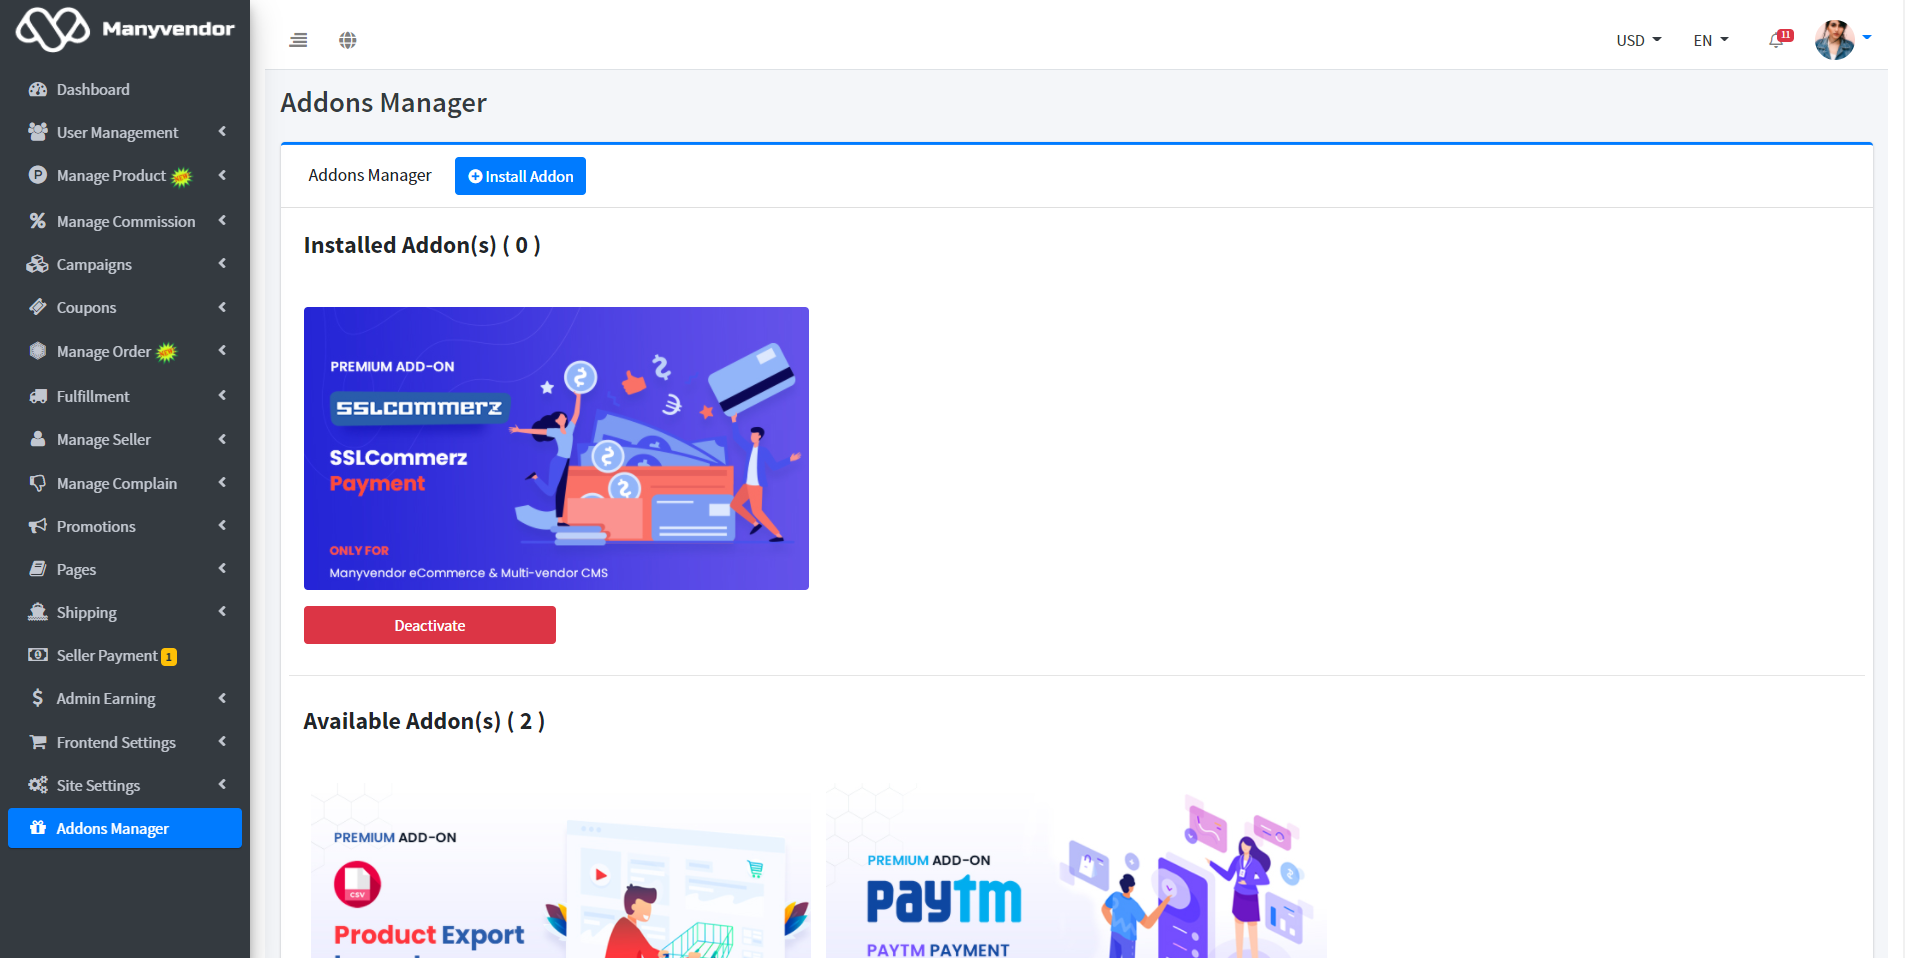 Manyvendor
USD
EN
11
Dashboard
User Management
Manage Product
Manage Commission
Campaigns
Coupons
Manage Order
Fulfillment
Manage Seller
Manage Complain
Promotions
Pages
Shipping
Seller Payment 1
Admin Earning
Frontend Settings
Site Settings
Addons Manager
Addons Manager
Addons Manager
Install Addon
Installed Addon(s) ( 0 )
PREMIUM ADD-ON
SSLCOMMERZ
SSLCommerz
Payment
ONLY FOR
Manyvendor eCommerce & Multi-vendor CMS
Deactivate
Available Addon(s) ( 2 )
PREMIUM ADD-ON
CSV
Product Export
PREMIUM ADD-ON
paytm
PAYTM PAYMENT